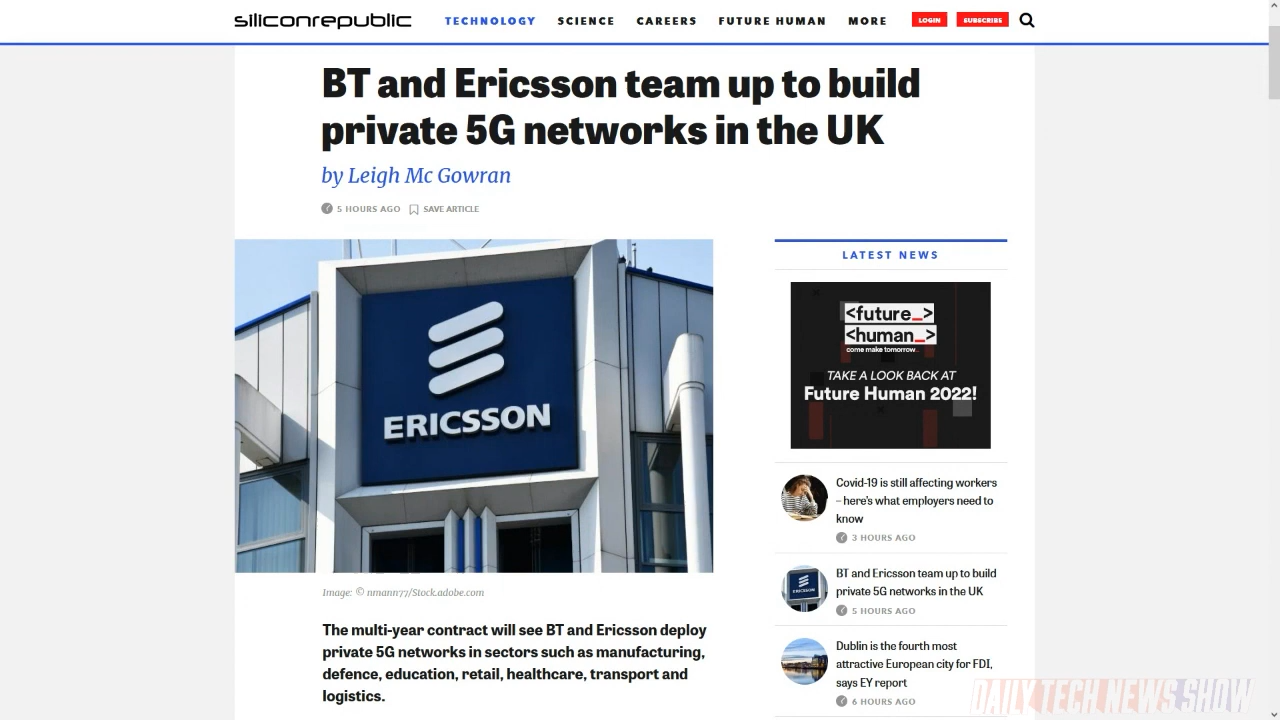 siliconrepublic
TECHNOLOGY SCIENCE CAREERS FUTURE HUMAN MORE LOGIN SUBSCRIBE
BT and Ericsson team up to build
private 5G networks in the UK
by Leigh Mc Gowran
5 HOURS AGO SAVE ARTICLE
ERICSSON
Image: © nmann77/Stock.adobe.com
The multi-year contract will see BT and Ericsson deploy
private 5G networks in sectors such as manufacturing,
defence, education, retail, healthcare, transport and
logistics.
LATEST NEWS
<future_>
<human_>
come make tomorrow_
TAKE A LOOK BACK AT
Future Human 2022!
Covid-19 is still affecting workers
– here's what employers need to
know
3 HOURS AGO
ERICSSON
BT and Ericsson team up to build
private 5G networks in the UK
5 HOURS AGO
Dublin is the fourth most
attractive European city for FDI,
says EY report
6 HOURS AGO
DAILY TECH NEWS SHOW